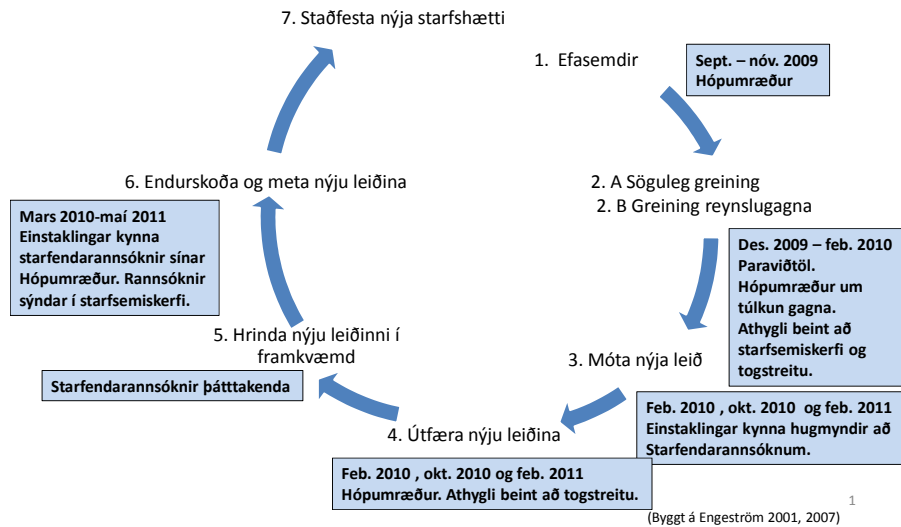 7. Staðfesta nýja starfshætti
1. Efasemdir
Sept. – nóv. 2009
Hópumræður
2. A Söguleg greining
2. B Greining reynslugagna
Des. 2009 – feb. 2010
Paraviðtöl.
Hópumræður um
túlkun gagna.
Athygli beint að
starfsemiskerfi og
togstreitu.
3. Móta nýja leið
Feb. 2010 , okt. 2010 og feb. 2011
Einstaklingar kynna hugmyndir að
Starfendarannsóknum.
4. Útfæra nýju leiðina
Feb. 2010 , okt. 2010 og feb. 2011
Hópumræður. Athygli beint að togstreitu.
5. Hrinda nýju leiðinni í
framkvæmd
Starfendarannsóknir þátttakenda
6. Endurskoða og meta nýju leiðina
Mars 2010-maí 2011
Einstaklingar kynna
starfendarannsóknir sínar
Hópumræður. Rannsóknir
sýndar í starfsemiskerfi.
1
(Byggt á Engeström 2001, 2007)